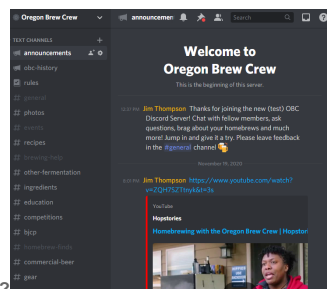 Oregon Brew Crew
announcemen
Search
TEXT CHANNELS
announcements
obc-history
rules
general
photos
events
recipes
brewing-help
other-fermentation
ingredients
education
competitions
bjcp
hometown-finds
commercial-beer
gear
Welcome to
Oregon Brew Crew
This is the beginning of this server.
Jim Thompson Thanks for joining the new (test) OBC
Discord Server! Chat with fellow members, ask
questions, brag about your homebrews and much
more! Jump in and give it a try. Please leave feedback
in the #general channel
November 19, 2020
Jim Thompson https://www.youtube.com/watch?
YouTube
Hopstories
Homebrewing with the Oregon Brew Crew | Hopstori
2